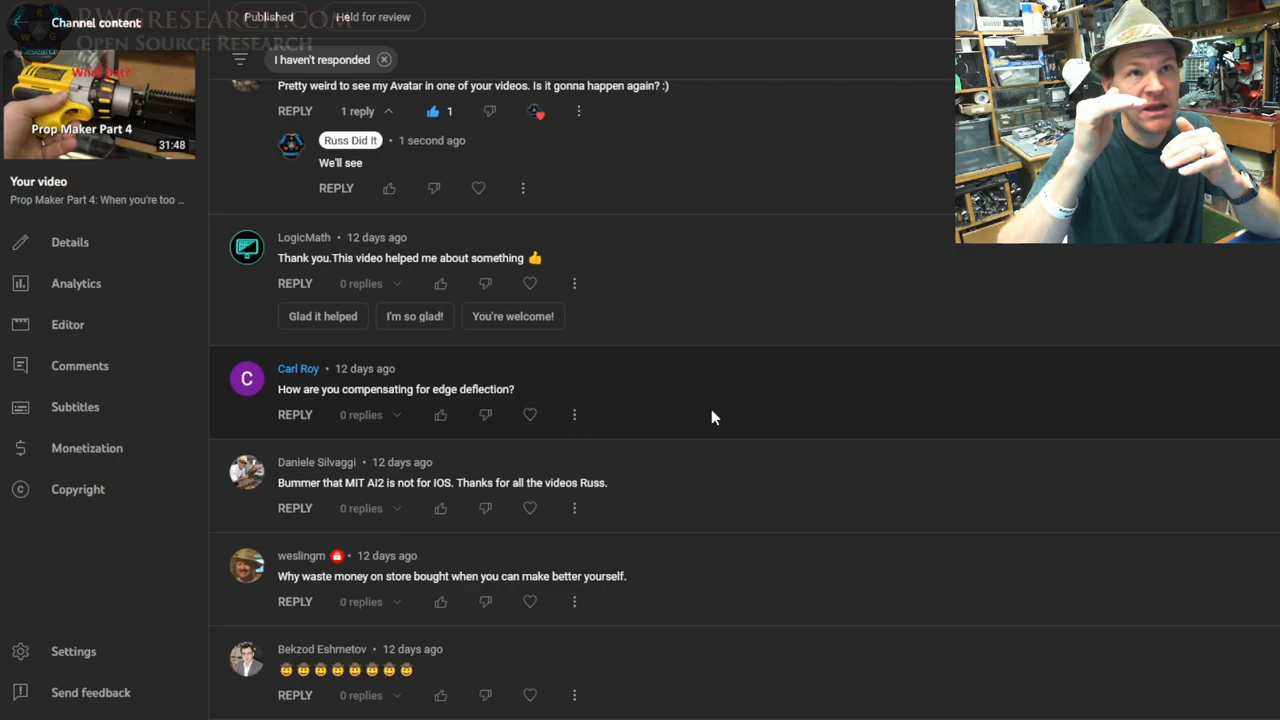 RWGresearch.com
Open Source Research
Channel content
Published
Held for review
I haven't responded
What Dat?
Prop Maker Part 4
31:48
Your video
Prop Maker Part 4: When you're too ...
Details
Analytics
Editor
Comments
Subtitles
Monetization
Copyright
Settings
Send feedback
Pretty weird to see my Avatar in one of your videos. Is it gonna happen again? :)
REPLY 1 reply 1
Russ Did It • 1 second ago
We'll see
REPLY
LogicMath • 12 days ago
Thank you.This video helped me about something 👍
REPLY 0 replies
Glad it helped I'm so glad! You're welcome!
C
Carl Roy • 12 days ago
How are you compensating for edge deflection?
REPLY 0 replies
Daniele Silvaggi • 12 days ago
Bummer that MIT AI2 is not for IOS. Thanks for all the videos Russ.
REPLY 0 replies
weslingm • 12 days ago
Why waste money on store bought when you can make better yourself.
REPLY 0 replies
Bekzod Eshmetov • 12 days ago
🤠🤠🤠🤠🤠🤠🤠🤠
REPLY 0 replies